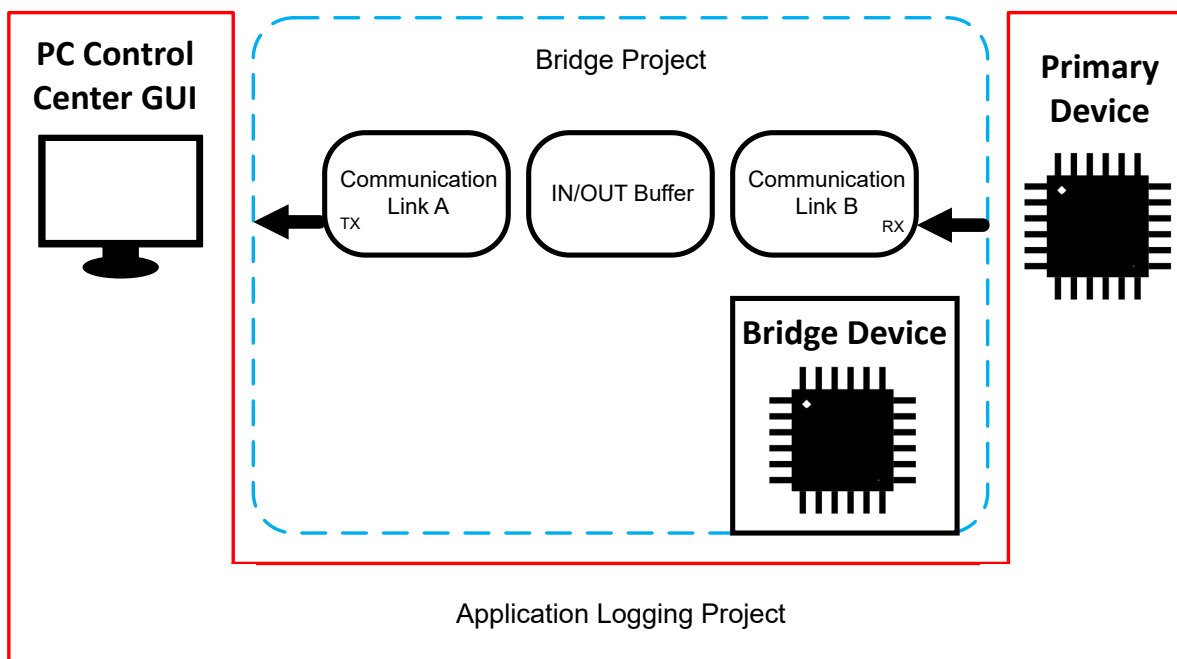 PC Control
Center GUI
Bridge Project
Primary
Device
Communication
Link A
TX
IN/OUT Buffer
Communication
Link B
RX
Bridge Device
Application Logging Project